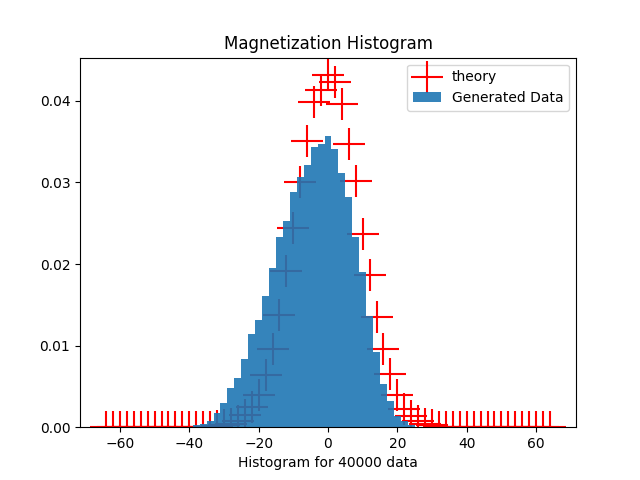 Magnetization Histogram
theory
Generated Data
0.04
0.03
0.02
0.01
0.00
−60 −40 −20 0 20 40 60
Histogram for 40000 data